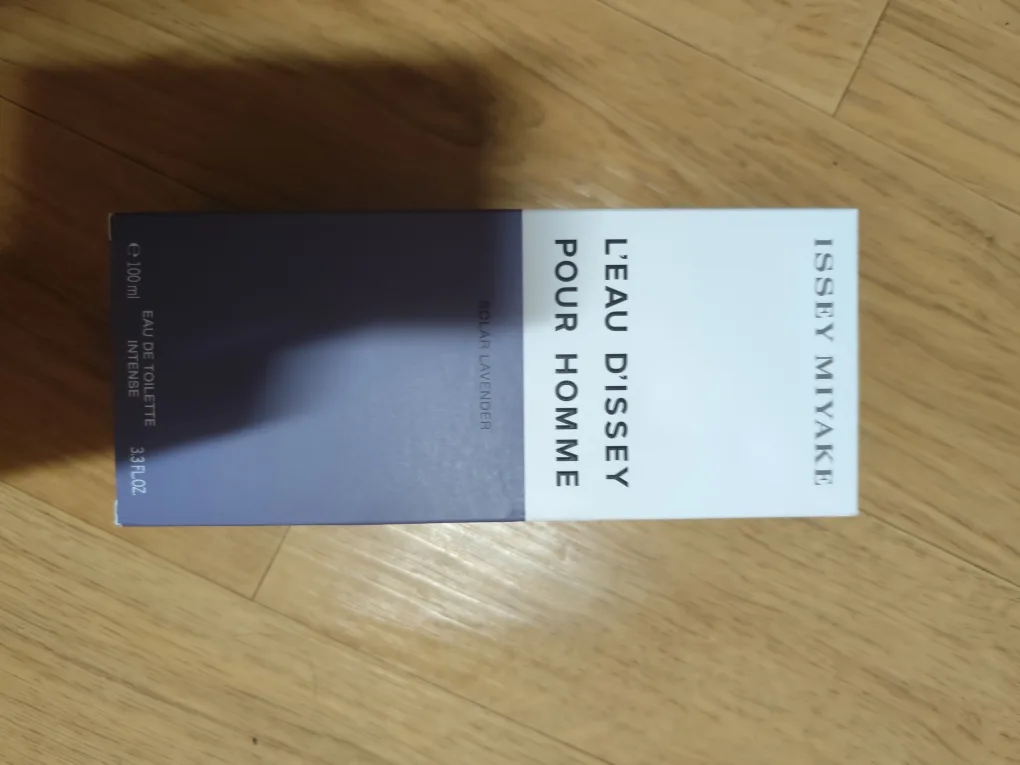 ISSEY MIYAKE
L'EAU D'ISSEY
POUR HOMME
SOLAR LAVENDER
EAU DE TOILETTE
INTENSE
℮ 100 ml
3.3 FL.OZ.